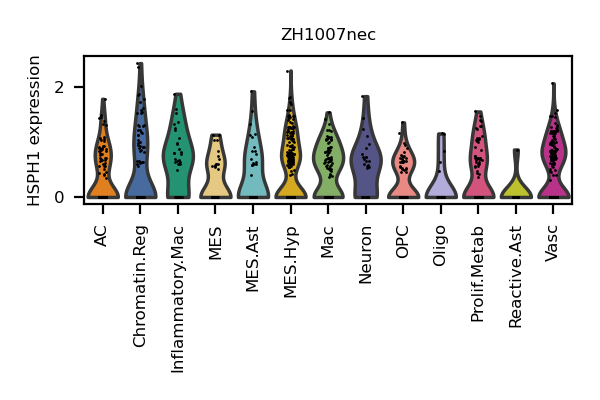 ZH1007nec
HSPH1 expression
2
0
AC
Chromatin.Reg
Inflammatory.Mac
MES
MES.Ast
MES.Hyp
Mac
Neuron
OPC
Oligo
Prolif.Metab
Reactive.Ast
Vasc